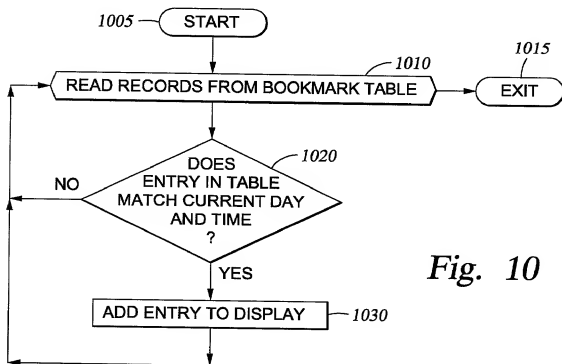 1005
START
1010
1015
READ RECORDS FROM BOOKMARK TABLE
EXIT
1020
DOES
ENTRY IN TABLE
MATCH CURRENT DAY
AND TIME
?
NO
YES
Fig. 10
ADD ENTRY TO DISPLAY
1030